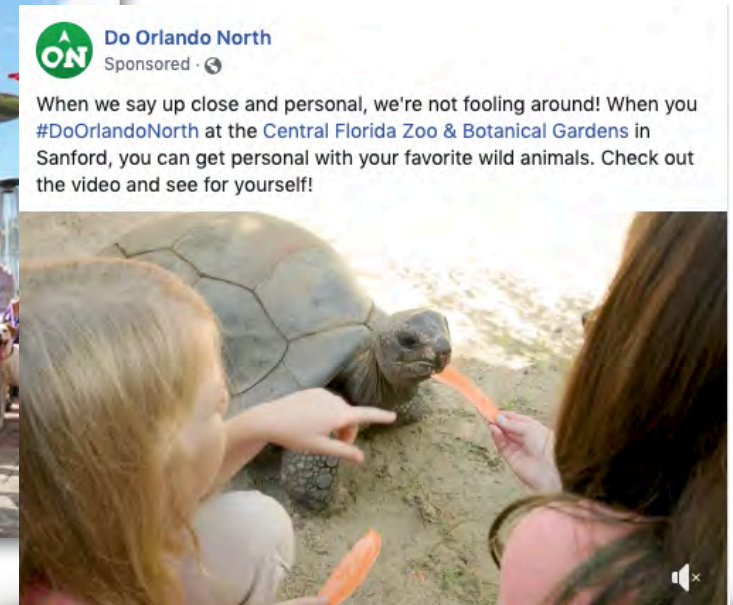 ON
Do Orlando North
Sponsored ·
When we say up close and personal, we're not fooling around! When you
#DoOrlandoNorth at the Central Florida Zoo & Botanical Gardens in
Sanford, you can get personal with your favorite wild animals. Check out
the video and see for yourself!